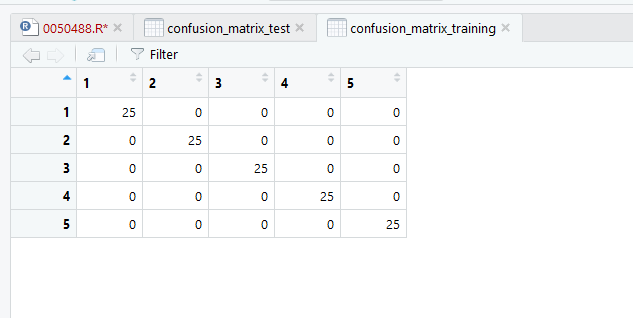 0050488.R* confusion_matrix_test confusion_matrix_training
Filter
1 2 3 4 5
1 25 0 0 0 0
2 0 25 0 0 0
3 0 0 25 0 0
4 0 0 0 25 0
5 0 0 0 0 25